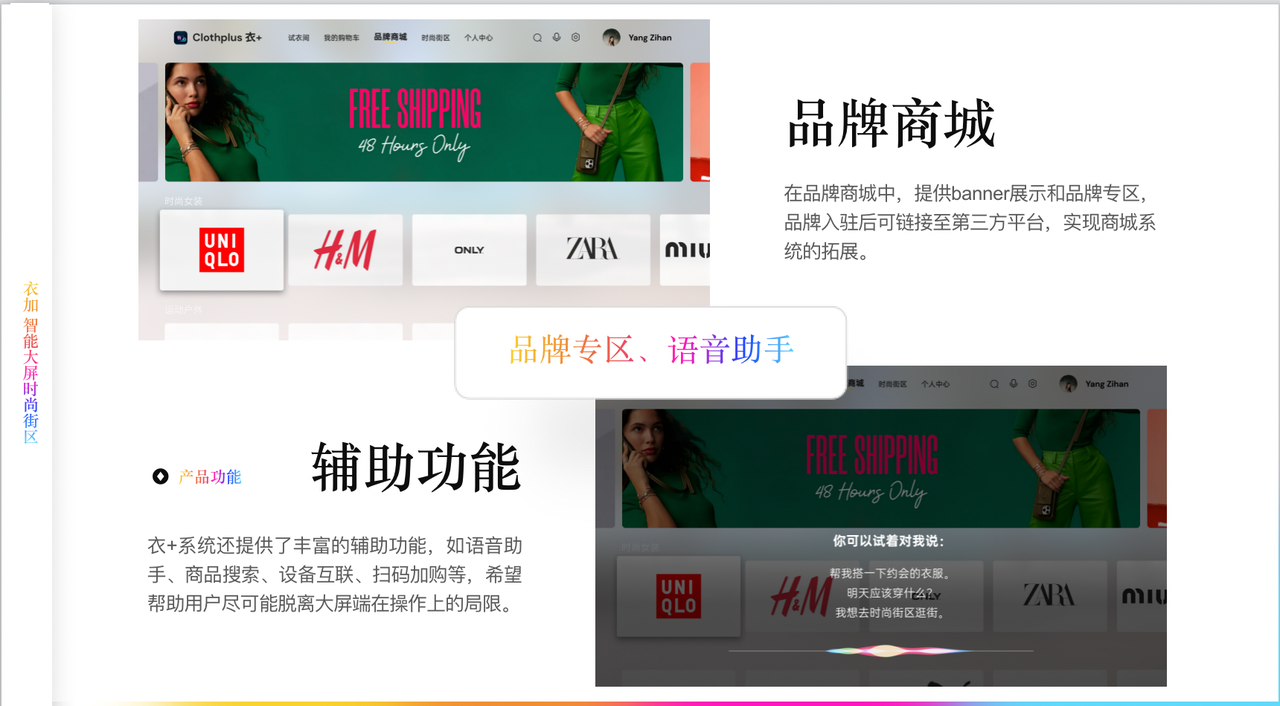 Clothplus 衣+
试衣间 我的购物车 品牌商城 时尚街区 个人中心
Yang Zihan
FREE SHIPPING
48 Hours Only
时尚女装
UNI
QLO
H&M
ONLY
ZARA
运动户外
品牌商城
在品牌商城中，提供banner展示和品牌专区，
品牌入驻后可链接至第三方平台，实现商城系
统的拓展。
衣加 智能大屏时尚街区
品牌专区、语音助手
产品功能
辅助功能
衣+系统还提供了丰富的辅助功能，如语音助
手、商品搜索、设备互联、扫码加购等，希望
帮助用户尽可能脱离大屏端在操作上的局限。
商城 时尚街区 个人中心
Yang Zihan
FREE SHIPPING
48 Hours Only
时尚女装
你可以试着对我说：
帮我搭一下约会的衣服。
明天应该穿什么？
我想去时尚街区逛街。
UNI
QLO
H&M
ZARA